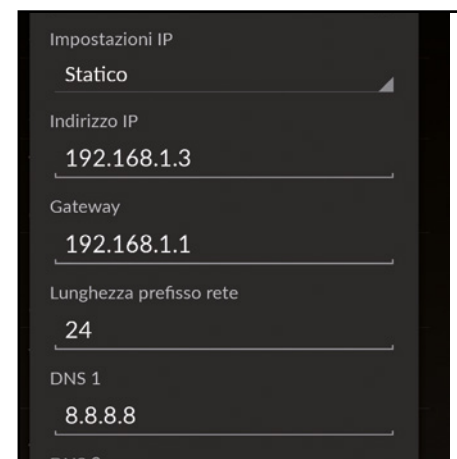 Impostazioni IP
Statico
Indirizzo IP
192.168.1.3
Gateway
192.168.1.1
Lunghezza prefisso rete
24
DNS 1
8.8.8.8